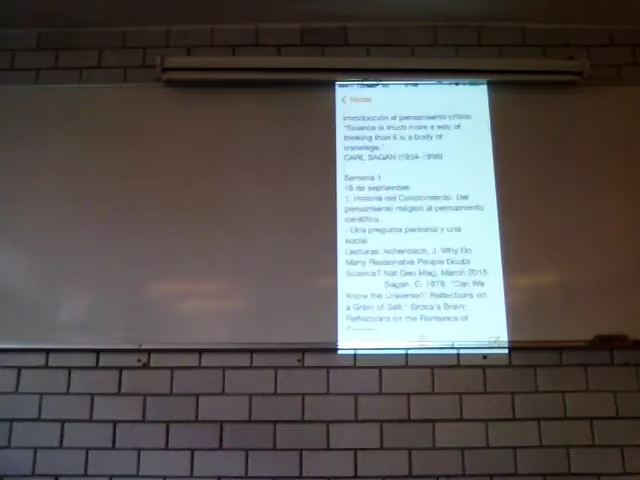 Notas
Introducción al pensamiento crítico
"Science is much more a way of
thinking than it is a body of
CARL SAGAN (1934-1996)
Semana 1
18 de septiembre
1. Historia del Conocimiento. Del
pensamiento mágico al pensamiento
científico.
- Una pregunta personal y una
social
Lecturas: Achenbach, J. Why Do
Many Reasonable People Doubt
Science? Nat Geo Mag, March 2015.
Sagan, C. 1979. "Can We
Know the Universe?: Reflections on
a Grain of Salt." Broca's Brain:
Reflections on the Romance of